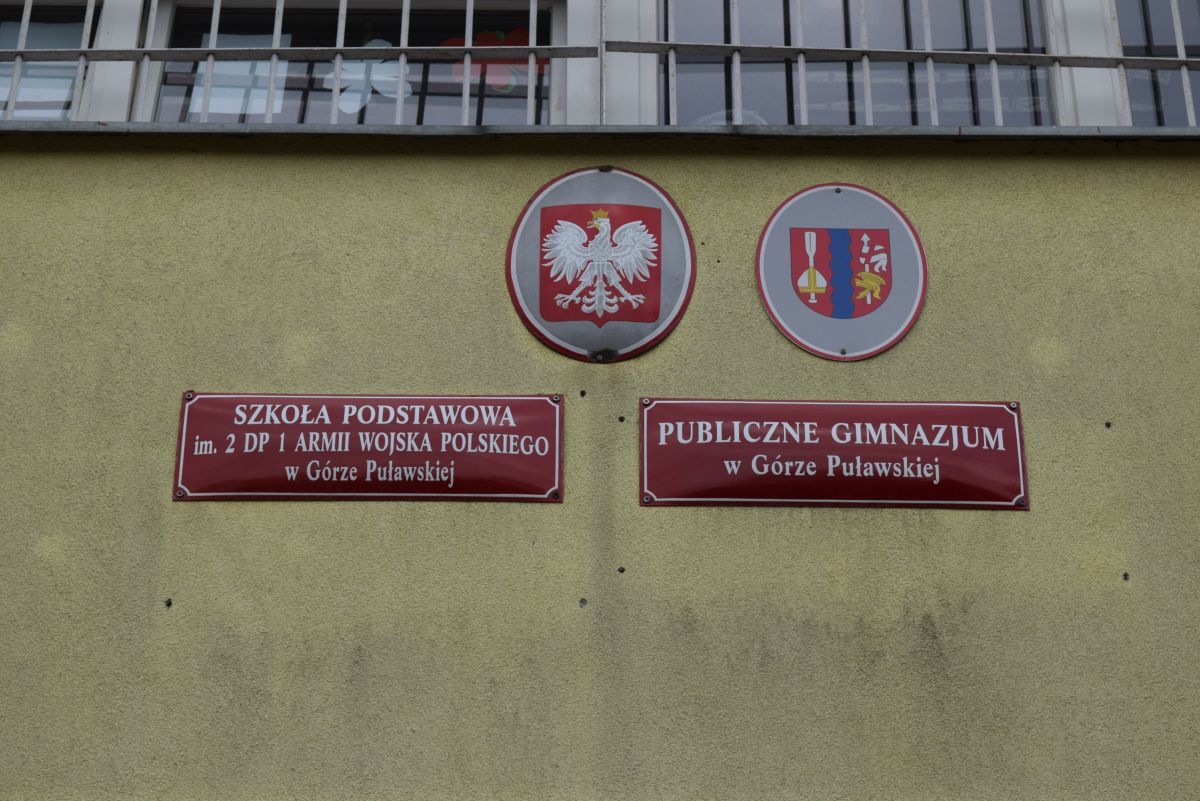 SZKOŁA PODSTAWOWA
im. 2 DP 1 ARMII WOJSKA POLSKIEGO
w Górze Puławskiej
PUBLICZNE GIMNAZJUM
w Górze Puławskiej